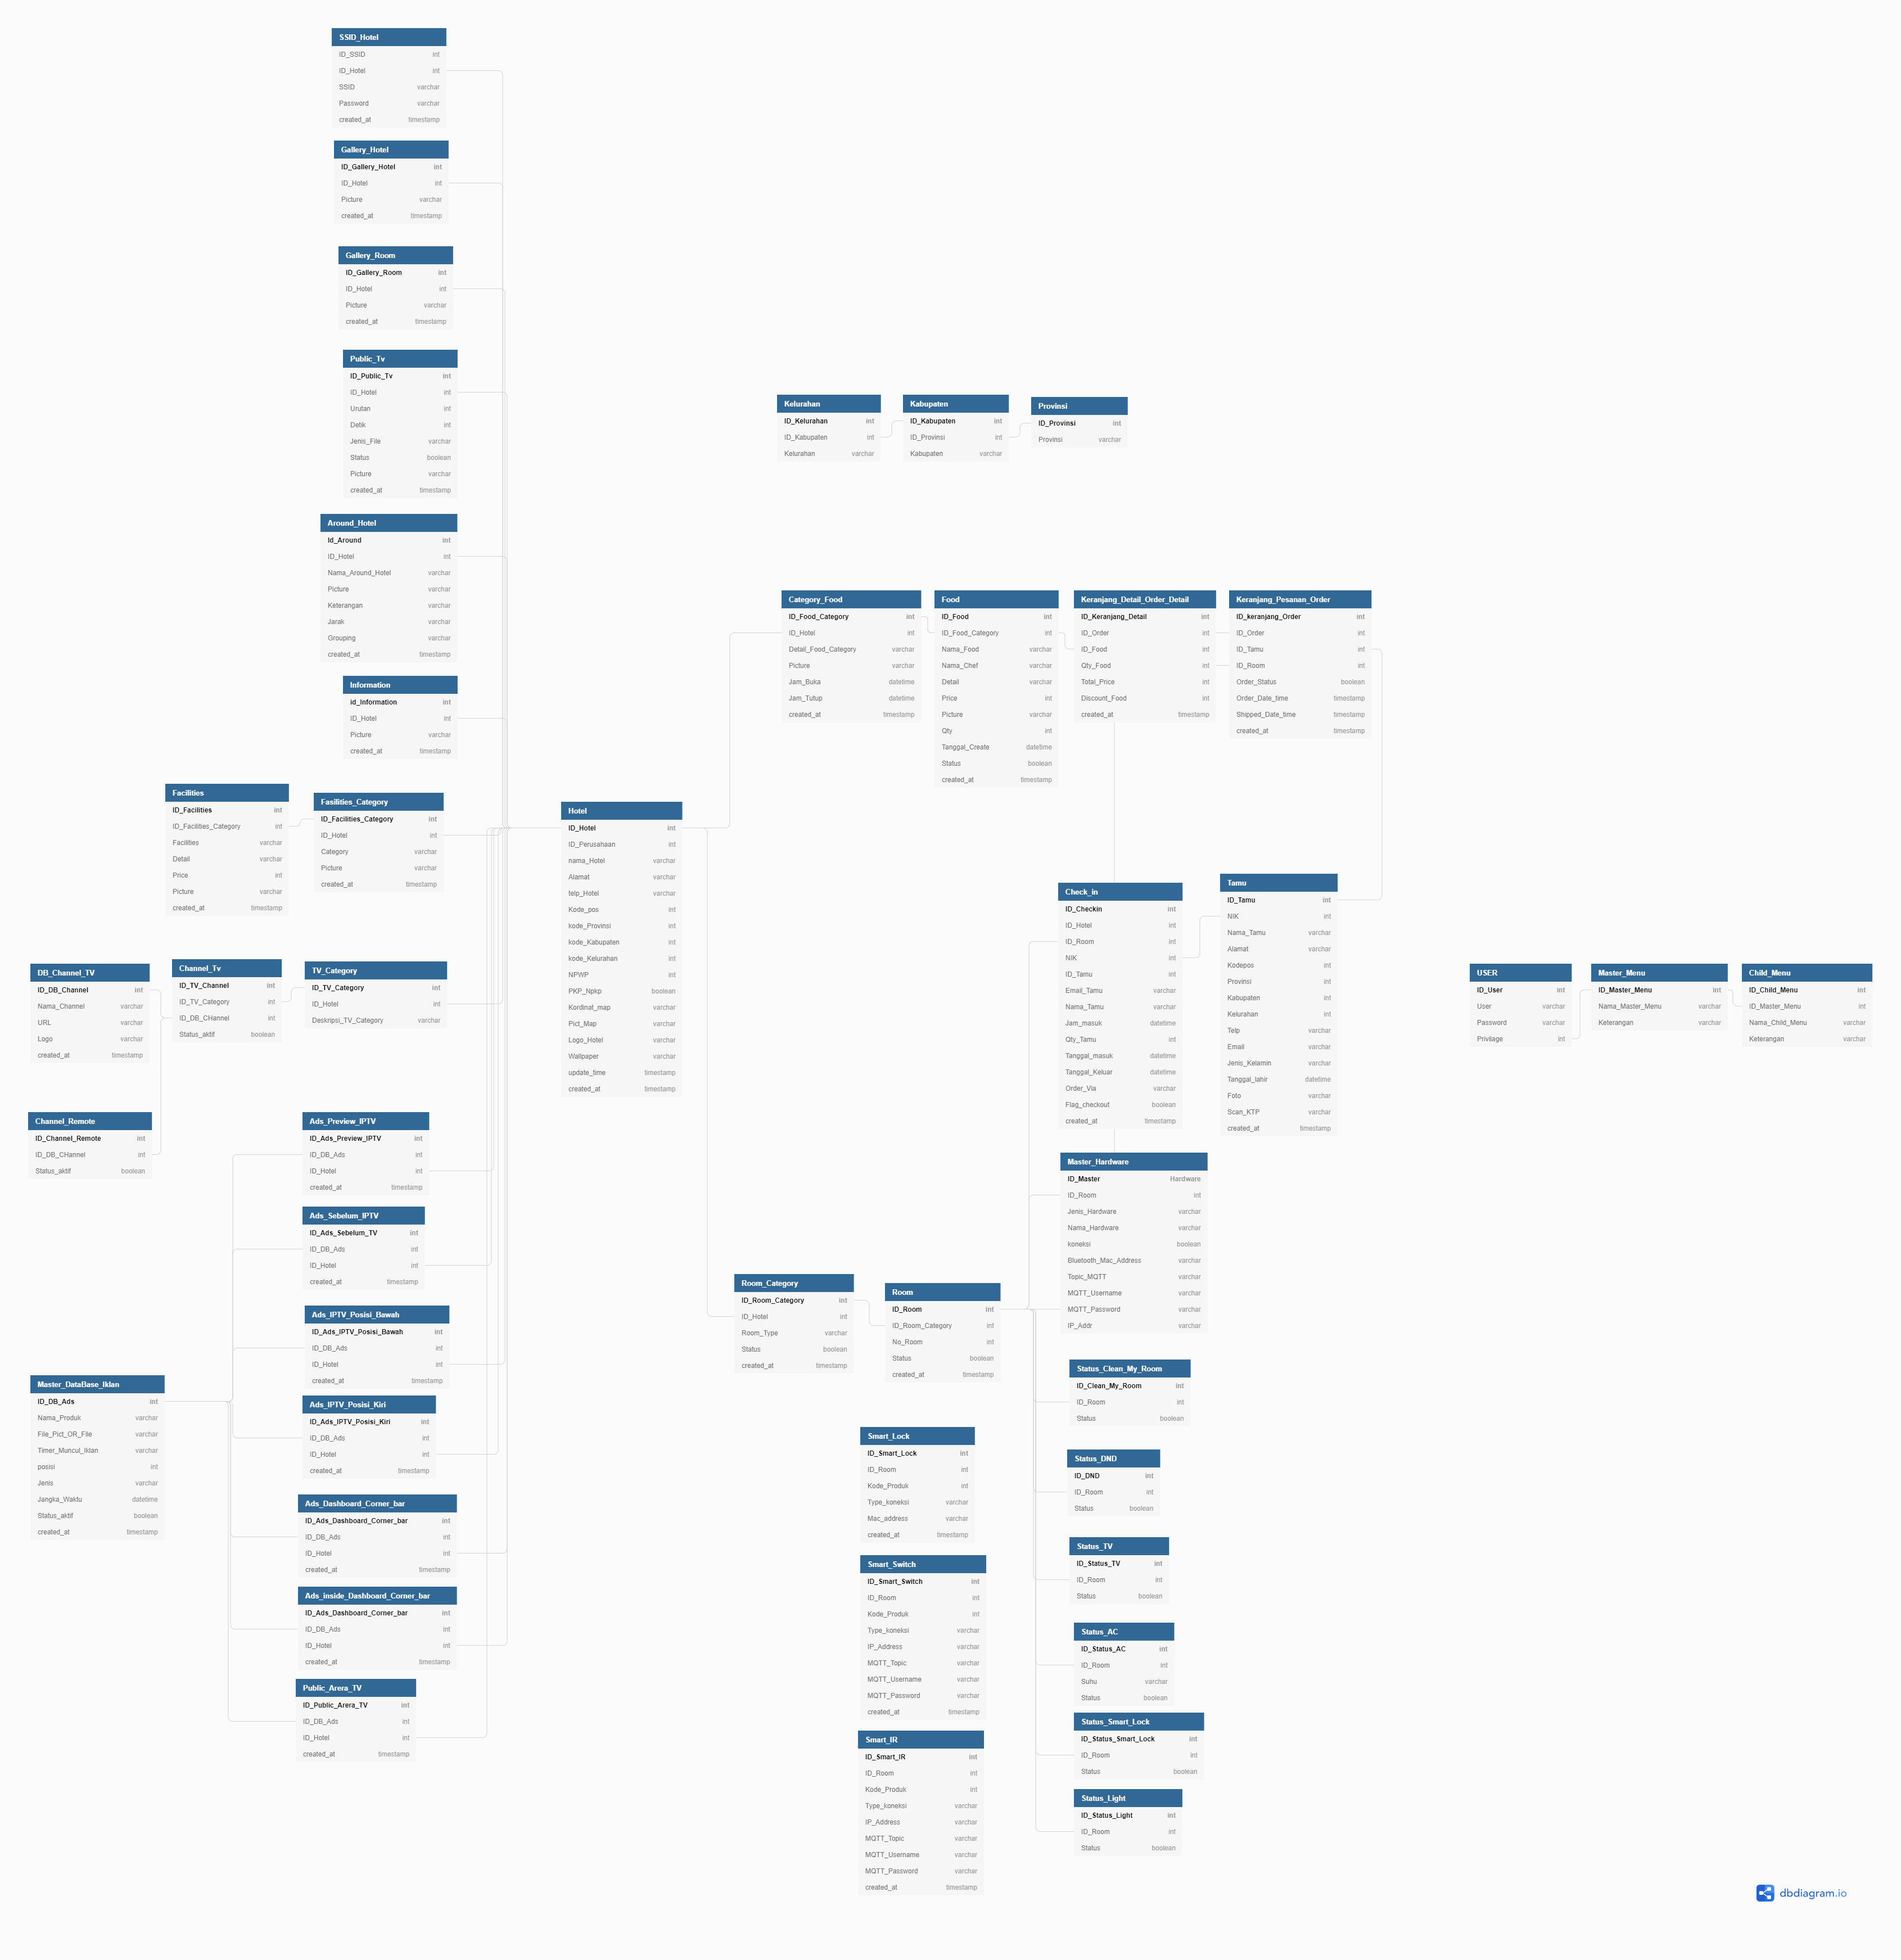 SSID_Hotel
ID_SSID int
ID_Hotel int
SSID varchar
Password varchar
created_at timestamp
Gallery_Hotel
ID_Gallery_Hotel int
ID_Hotel int
Picture varchar
created_at timestamp
Gallery_Room
ID_Gallery_Room int
ID_Hotel int
Picture varchar
created_at timestamp
Public_Tv
ID_Public_Tv int
ID_Hotel int
Urutan int
Detik int
Jenis_File varchar
Status boolean
Picture varchar
created_at timestamp
Around_Hotel
Id_Around int
ID_Hotel int
Nama_Around_Hotel varchar
Picture varchar
Keterangan varchar
Jarak varchar
Grouping varchar
created_at timestamp
Information
id_Information int
ID_Hotel int
Picture varchar
created_at timestamp
Facilities
ID_Facilities int
ID_Facilities_Category int
Facilities varchar
Detail varchar
Price int
Picture varchar
created_at timestamp
Fasilities_Category
ID_Facilities_Category int
ID_Hotel int
Category varchar
Picture varchar
created_at timestamp
DB_Channel_TV
ID_DB_Channel int
Nama_Channel varchar
URL varchar
Logo varchar
created_at timestamp
Channel_Tv
ID_TV_Channel int
ID_TV_Category int
ID_DB_CHannel int
Status_aktif boolean
TV_Category
ID_TV_Category int
ID_Hotel int
Deskripsi_TV_Category varchar
Channel_Remote
ID_Channel_Remote int
ID_DB_CHannel int
Status_aktif boolean
Ads_Preview_IPTV
ID_Ads_Preview_IPTV int
ID_DB_Ads int
ID_Hotel int
created_at timestamp
Ads_Sebelum_IPTV
ID_Ads_Sebelum_TV int
ID_DB_Ads int
ID_Hotel int
created_at timestamp
Ads_IPTV_Posisi_Bawah
ID_Ads_IPTV_Posisi_Bawah int
ID_DB_Ads int
ID_Hotel int
created_at timestamp
Master_DataBase_Iklan
ID_DB_Ads int
Nama_Produk varchar
File_Pict_OR_File varchar
Timer_Muncul_Iklan varchar
posisi int
Jenis varchar
Jangka_Waktu datetime
Status_aktif boolean
created_at timestamp
Ads_IPTV_Posisi_Kiri
ID_Ads_IPTV_Posisi_Kiri int
ID_DB_Ads int
ID_Hotel int
created_at timestamp
Ads_Dashboard_Corner_bar
ID_Ads_Dashboard_Corner_bar int
ID_DB_Ads int
ID_Hotel int
created_at timestamp
Ads_inside_Dashboard_Corner_bar
ID_Ads_Dashboard_Corner_bar int
ID_DB_Ads int
ID_Hotel int
created_at timestamp
Public_Arera_TV
ID_Public_Arera_TV int
ID_DB_Ads int
ID_Hotel int
created_at timestamp
Hotel
ID_Hotel int
ID_Perusahaan int
nama_Hotel varchar
Alamat varchar
telp_Hotel varchar
Kode_pos int
kode_Provinsi int
kode_Kabupaten int
kode_Kelurahan int
NPWP int
PKP_Npkp boolean
Kordinat_map varchar
Pict_Map varchar
Logo_Hotel varchar
Wallpaper varchar
update_time timestamp
created_at timestamp
Kelurahan
ID_Kelurahan int
ID_Kabupaten int
Kelurahan varchar
Kabupaten
ID_Kabupaten int
ID_Provinsi int
Kabupaten varchar
Provinsi
ID_Provinsi int
Provinsi varchar
Category_Food
ID_Food_Category int
ID_Hotel int
Detail_Food_Category varchar
Picture varchar
Jam_Buka datetime
Jam_Tutup datetime
created_at timestamp
Food
ID_Food int
ID_Food_Category int
Nama_Food varchar
Nama_Chef varchar
Detail varchar
Price int
Picture varchar
Qty int
Tanggal_Create datetime
Status boolean
created_at timestamp
Keranjang_Detail_Order_Detail
ID_Keranjang_Detail int
ID_Order int
ID_Food int
Qty_Food int
Total_Price int
Discount_Food int
created_at timestamp
Keranjang_Pesanan_Order
ID_keranjang_Order int
ID_Order int
ID_Tamu int
ID_Room int
Order_Status boolean
Order_Date_time timestamp
Shipped_Date_time timestamp
created_at timestamp
Check_in
ID_Checkin int
ID_Hotel int
ID_Room int
NIK int
ID_Tamu int
Email_Tamu varchar
Nama_Tamu varchar
Jam_masuk datetime
Qty_Tamu int
Tanggal_masuk datetime
Tanggal_Keluar datetime
Order_Via varchar
Flag_checkout boolean
created_at timestamp
Tamu
ID_Tamu int
NIK int
Nama_Tamu varchar
Alamat varchar
Kodepos int
Provinsi int
Kabupaten int
Kelurahan int
Telp varchar
Email varchar
Jenis_Kelamin varchar
Tanggal_lahir datetime
Foto varchar
Scan_KTP varchar
created_at timestamp
USER
ID_User int
User varchar
Password varchar
Privilage int
Master_Menu
ID_Master_Menu int
Nama_Master_Menu varchar
Keterangan varchar
Child_Menu
ID_Child_Menu int
ID_Master_Menu int
Nama_Child_Menu varchar
Keterangan varchar
Master_Hardware
ID_Master Hardware
ID_Room int
Jenis_Hardware varchar
Nama_Hardware varchar
koneksi boolean
Bluetooth_Mac_Address varchar
Topic_MQTT varchar
MQTT_Username varchar
MQTT_Password varchar
IP_Addr varchar
Room_Category
ID_Room_Category int
ID_Hotel int
Room_Type varchar
Status boolean
created_at timestamp
Room
ID_Room int
ID_Room_Category int
No_Room int
Status boolean
created_at timestamp
Status_Clean_My_Room
ID_Clean_My_Room int
ID_Room int
Status boolean
Smart_Lock
ID_Smart_Lock int
ID_Room int
Kode_Produk int
Type_koneksi varchar
Mac_address varchar
created_at timestamp
Status_DND
ID_DND int
ID_Room int
Status boolean
Status_TV
ID_Status_TV int
ID_Room int
Status boolean
Smart_Switch
ID_Smart_Switch int
ID_Room int
Kode_Produk int
Type_koneksi varchar
IP_Address varchar
MQTT_Topic varchar
MQTT_Username varchar
MQTT_Password varchar
created_at timestamp
Status_AC
ID_Status_AC int
ID_Room int
Suhu varchar
Status boolean
Status_Smart_Lock
ID_Status_Smart_Lock int
ID_Room int
Status boolean
Smart_IR
ID_Smart_IR int
ID_Room int
Kode_Produk int
Type_koneksi varchar
IP_Address varchar
MQTT_Topic varchar
MQTT_Username varchar
MQTT_Password varchar
created_at timestamp
Status_Light
ID_Status_Light int
ID_Room int
Status boolean
dbdiagram.io